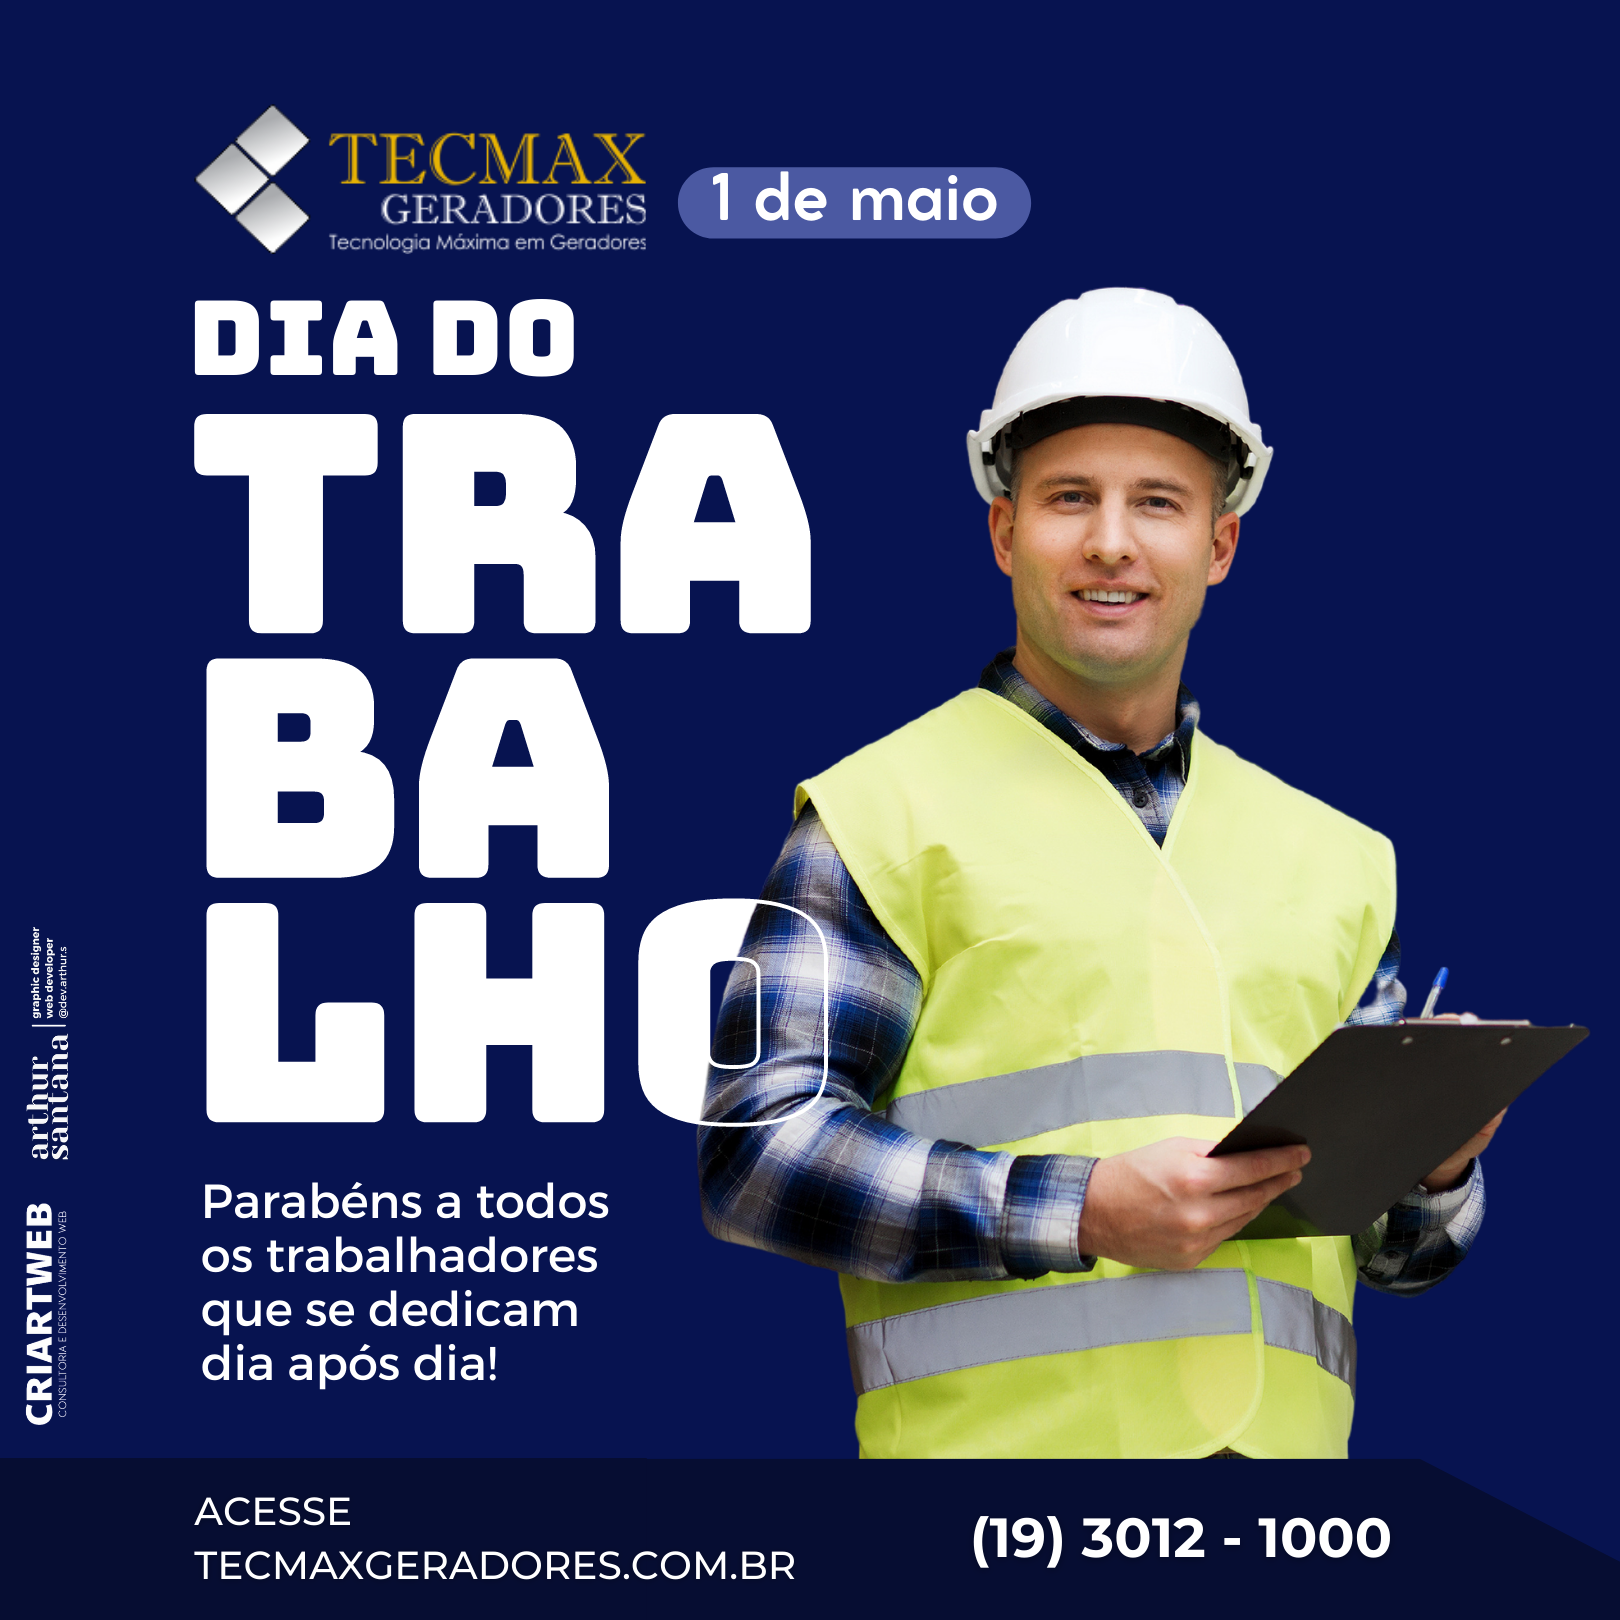 TECMAX
GERADORES
Tecnologia Máxima em Geradores
1 de maio
DIA DO
TRA
BA
LHO
Parabéns a todos
os trabalhadores
que se dedicam
dia após dia!
ACESSE
TECMAXGERADORES.COM.BR
(19) 3012 - 1000
arthur
santana
graphic designer
web developer
@dev.arthur.s
CRIARTWEB
CONSULTORIA E DESENVOLVIMENTO WEB